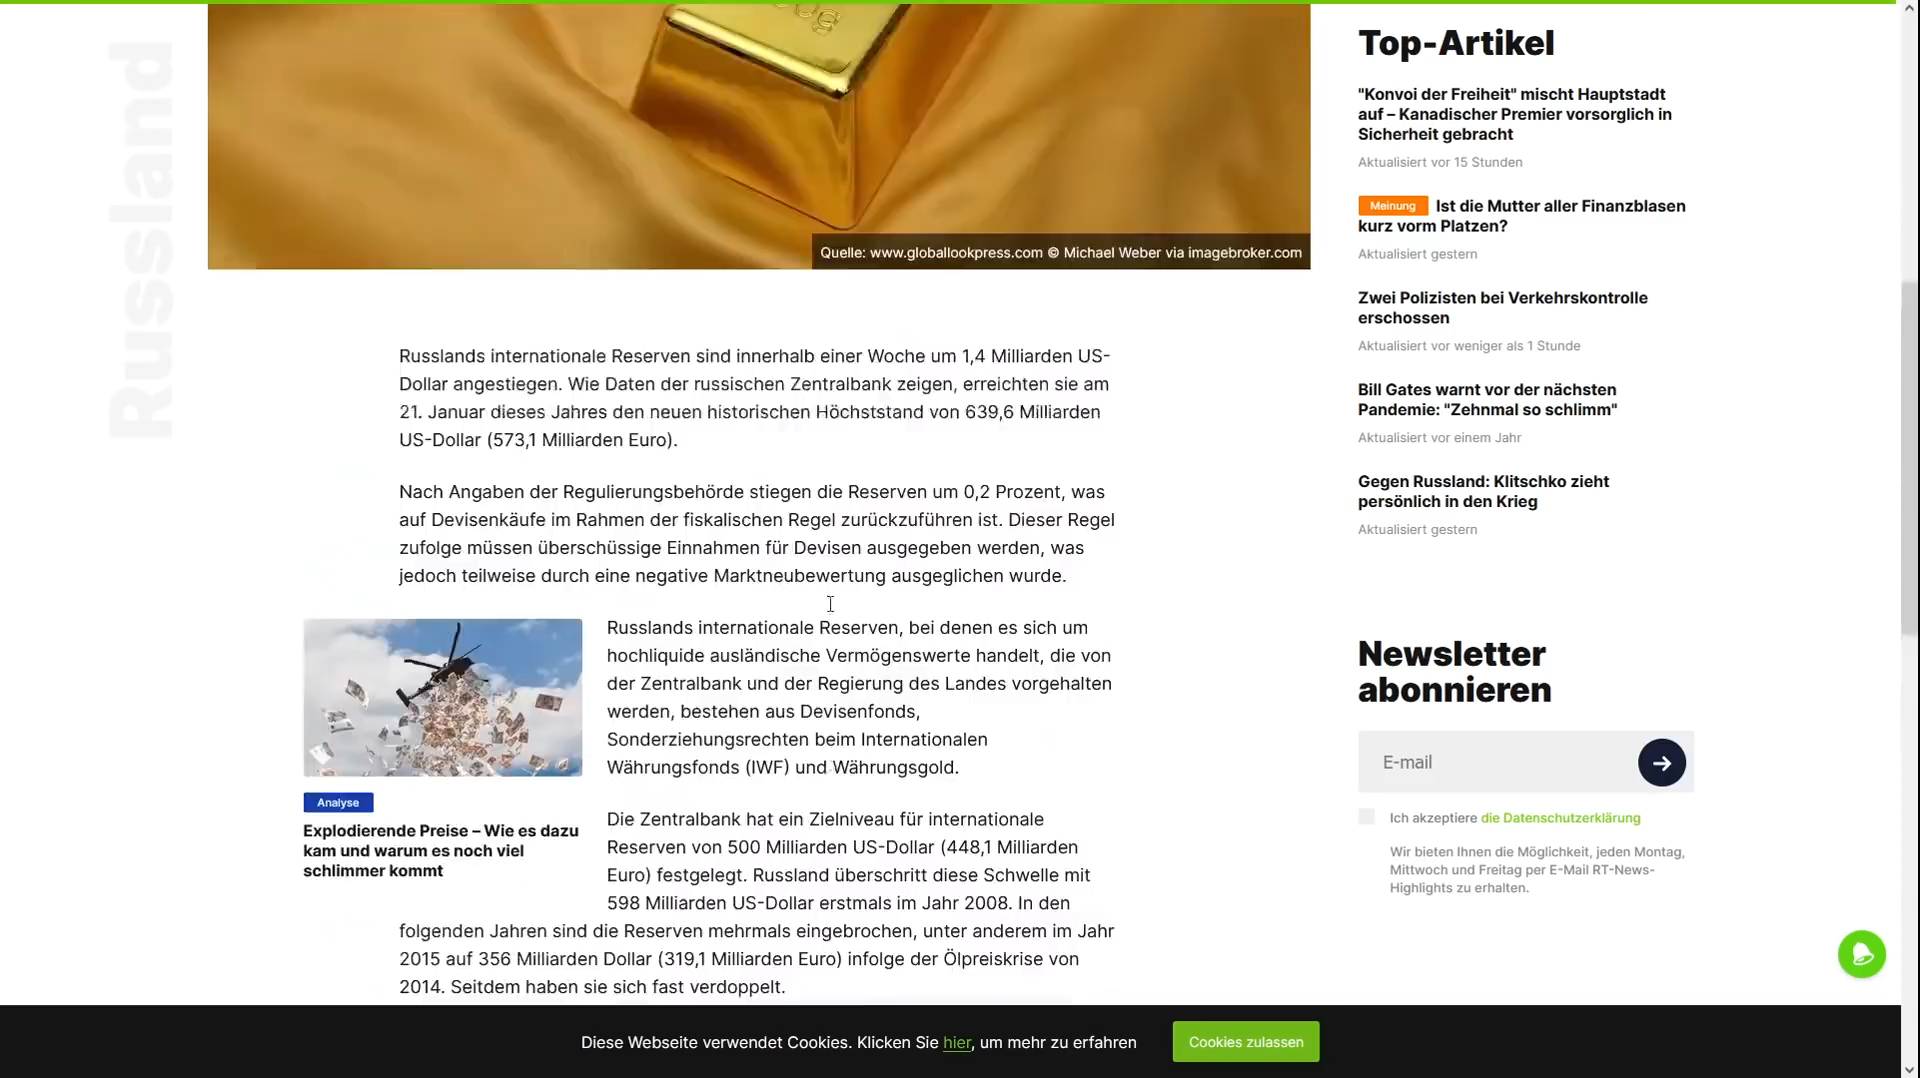 Russland
Quelle: www.globallookpress.com © Michael Weber via imagebroker.com
Russlands internationale Reserven sind innerhalb einer Woche um 1,4 Milliarden US-
Dollar angestiegen. Wie Daten der russischen Zentralbank zeigen, erreichten sie am
21. Januar dieses Jahres den neuen historischen Höchststand von 639,6 Milliarden
US-Dollar (573,1 Milliarden Euro).
Nach Angaben der Regulierungsbehörde stiegen die Reserven um 0,2 Prozent, was
auf Devisenkäufe im Rahmen der fiskalischen Regel zurückzuführen ist. Dieser Regel
zufolge müssen überschüssige Einnahmen für Devisen ausgegeben werden, was
jedoch teilweise durch eine negative Marktneubewertung ausgeglichen wurde.
Analyse
Explodierende Preise – Wie es dazu
kam und warum es noch viel
schlimmer kommt
Russlands internationale Reserven, bei denen es sich um
hochliquide ausländische Vermögenswerte handelt, die von
der Zentralbank und der Regierung des Landes vorgehalten
werden, bestehen aus Devisenfonds,
Sonderziehungsrechten beim Internationalen
Währungsfonds (IWF) und Währungsgold.
Die Zentralbank hat ein Zielniveau für internationale
Reserven von 500 Milliarden US-Dollar (448,1 Milliarden
Euro) festgelegt. Russland überschritt diese Schwelle mit
598 Milliarden US-Dollar erstmals im Jahr 2008. In den
folgenden Jahren sind die Reserven mehrmals eingebrochen, unter anderem im Jahr
2015 auf 356 Milliarden Dollar (319,1 Milliarden Euro) infolge der Ölpreiskrise von
2014. Seitdem haben sie sich fast verdoppelt.
Top-Artikel
"Konvoi der Freiheit" mischt Hauptstadt
auf – Kanadischer Premier vorsorglich in
Sicherheit gebracht
Aktualisiert vor 15 Stunden
Meinung Ist die Mutter aller Finanzblasen
kurz vorm Platzen?
Aktualisiert gestern
Zwei Polizisten bei Verkehrskontrolle
erschossen
Aktualisiert vor weniger als 1 Stunde
Bill Gates warnt vor der nächsten
Pandemie: "Zehnmal so schlimm"
Aktualisiert vor einem Jahr
Gegen Russland: Klitschko zieht
persönlich in den Krieg
Aktualisiert gestern
Newsletter
abonnieren
E-mail
Ich akzeptiere die Datenschutzerklärung
Wir bieten Ihnen die Möglichkeit, jeden Montag,
Mittwoch und Freitag per E-Mail RT-News-
Highlights zu erhalten.
Diese Webseite verwendet Cookies. Klicken Sie hier, um mehr zu erfahren
Cookies zulassen